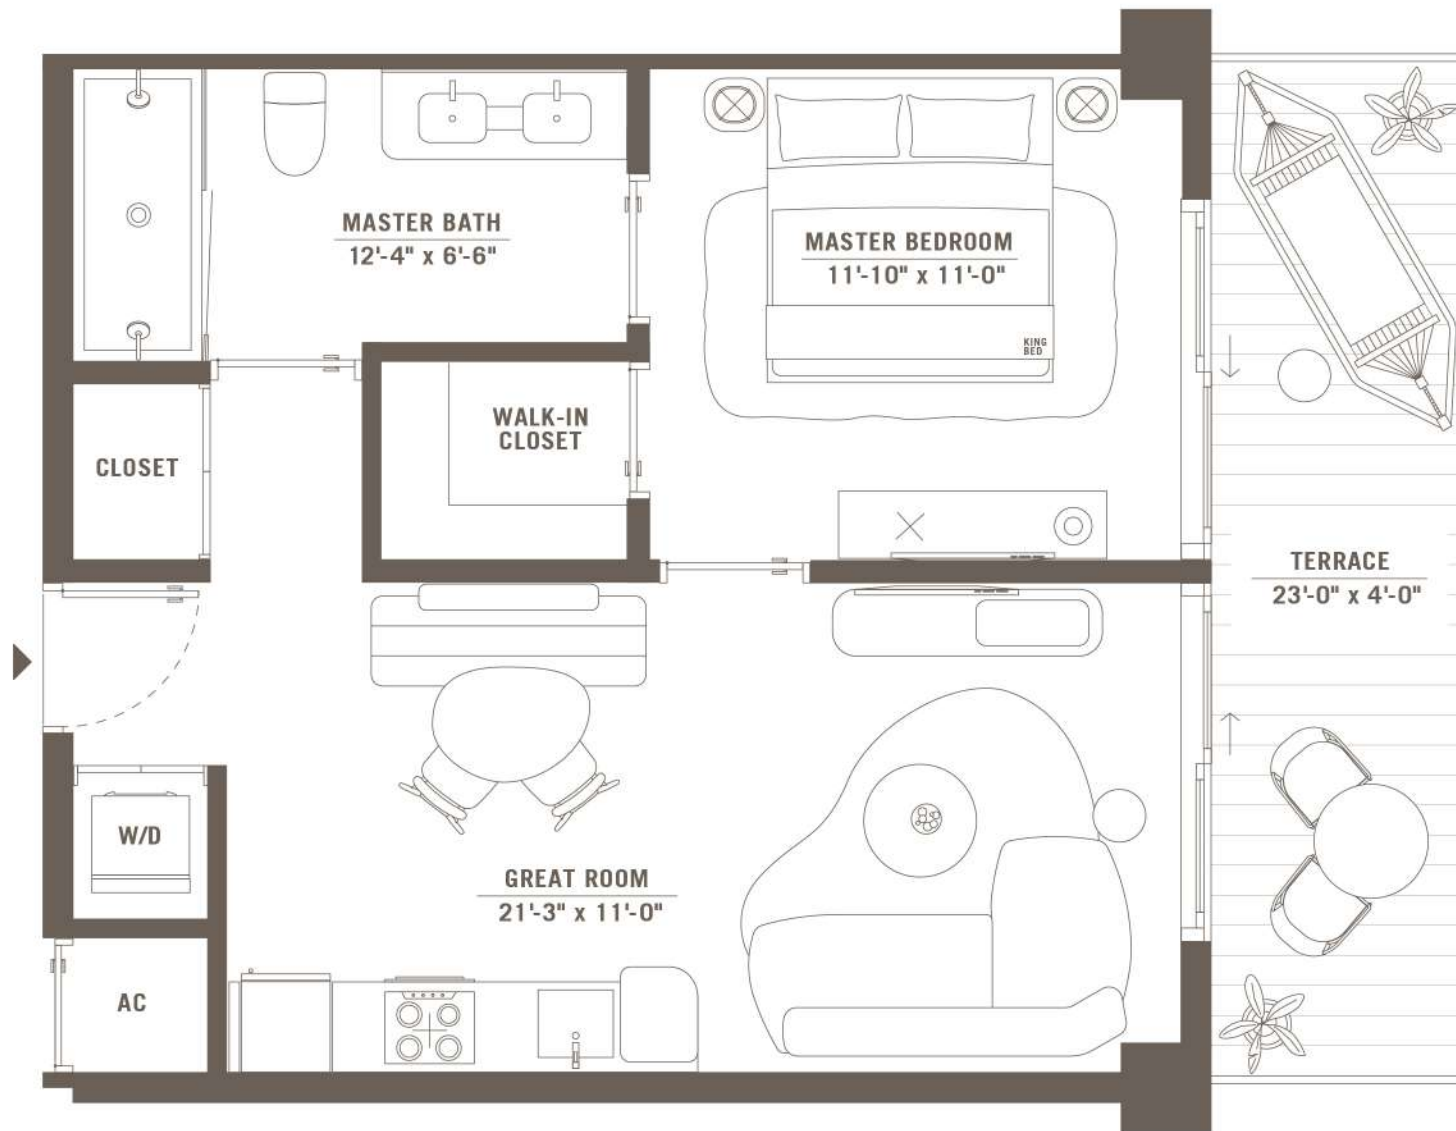 MASTER BATH
12'-4" x 6'-6"
MASTER BEDROOM
11'-10" x 11'-0"
KING
BED
WALK-IN
CLOSET
CLOSET
TERRACE
23'-0" x 4'-0"
W/D
GREAT ROOM
21'-3" x 11'-0"
AC